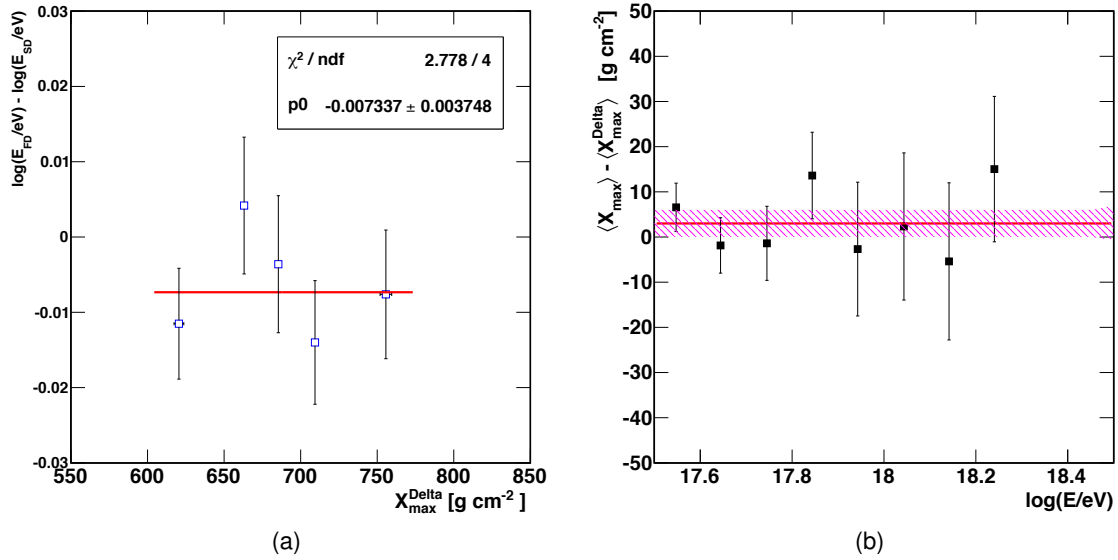 log(E_FD/eV) - log(E_SD/eV)
0.03
0.02
0.01
0
-0.01
-0.02
-0.03
χ² / ndf 2.778 / 4
p0 -0.007337 ± 0.003748
550 600 650 700 750 800 850
X_max^Delta [g cm⁻² ]
(a)
⟨X_max⟩ - ⟨X_max^Delta⟩ [g cm⁻²]
50
40
30
20
10
0
-10
-20
-30
-40
-50
17.6 17.8 18 18.2 18.4
log(E/eV)
(b)